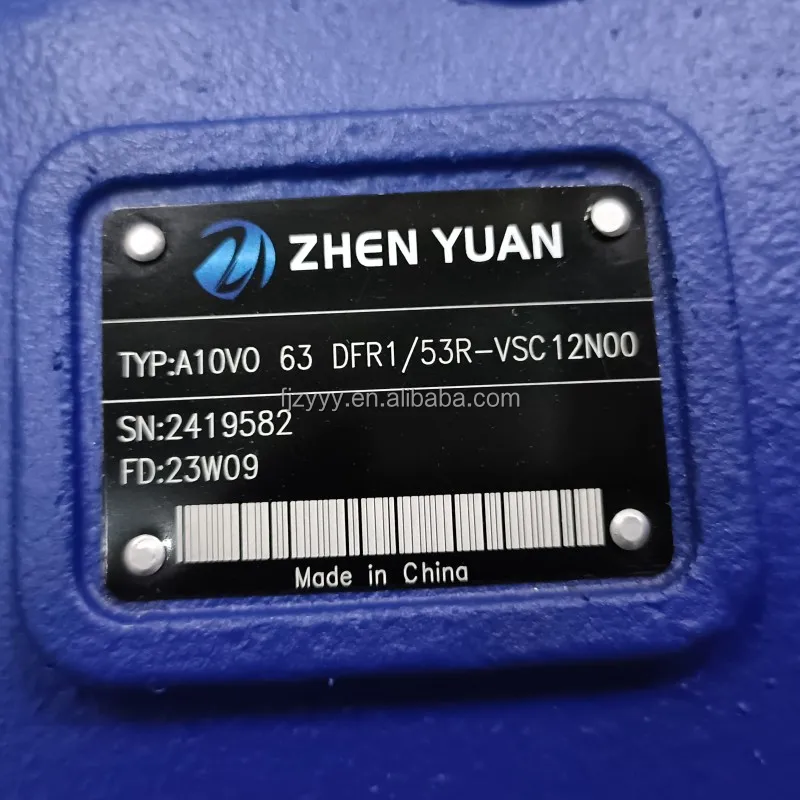 ZHEN YUAN
TYP:A10VO 63 DFR1/53R-VSC12N00
fjzyyy.en.alibaba.com
SN:2419582
FD:23W09
Made in China